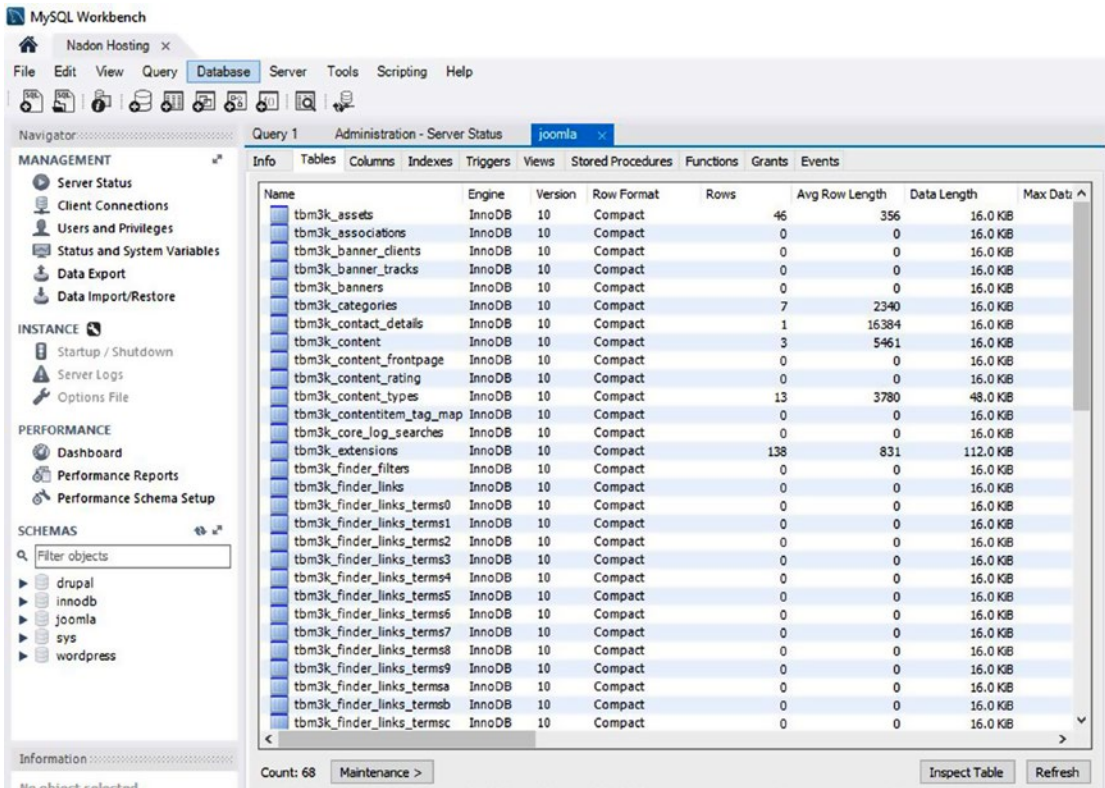 MySQL Workbench
Nadon Hosting ×
File Edit View Query Database Server Tools Scripting Help
Navigator
MANAGEMENT
Server Status
Client Connections
Users and Privileges
Status and System Variables
Data Export
Data Import/Restore
INSTANCE
Startup / Shutdown
Server Logs
Options File
PERFORMANCE
Dashboard
Performance Reports
Performance Schema Setup
SCHEMAS
Filter objects
drupal
innodb
joomla
sys
wordpress
Information
No object selected
Query 1 Administration - Server Status joomla ×
Info Tables Columns Indexes Triggers Views Stored Procedures Functions Grants Events
Name Engine Version Row Format Rows Avg Row Length Data Length Max Data
tbm3k_assets InnoDB 10 Compact 46 356 16.0 KiB
tbm3k_associations InnoDB 10 Compact 0 0 16.0 KiB
tbm3k_banner_clients InnoDB 10 Compact 0 0 16.0 KiB
tbm3k_banner_tracks InnoDB 10 Compact 0 0 16.0 KiB
tbm3k_banners InnoDB 10 Compact 0 0 16.0 KiB
tbm3k_categories InnoDB 10 Compact 7 2340 16.0 KiB
tbm3k_contact_details InnoDB 10 Compact 1 16384 16.0 KiB
tbm3k_content InnoDB 10 Compact 3 5461 16.0 KiB
tbm3k_content_frontpage InnoDB 10 Compact 0 0 16.0 KiB
tbm3k_content_rating InnoDB 10 Compact 0 0 16.0 KiB
tbm3k_content_types InnoDB 10 Compact 13 3780 48.0 KiB
tbm3k_contentitem_tag_map InnoDB 10 Compact 0 0 16.0 KiB
tbm3k_core_log_searches InnoDB 10 Compact 0 0 16.0 KiB
tbm3k_extensions InnoDB 10 Compact 138 831 112.0 KiB
tbm3k_finder_filters InnoDB 10 Compact 0 0 16.0 KiB
tbm3k_finder_links InnoDB 10 Compact 0 0 16.0 KiB
tbm3k_finder_links_terms0 InnoDB 10 Compact 0 0 16.0 KiB
tbm3k_finder_links_terms1 InnoDB 10 Compact 0 0 16.0 KiB
tbm3k_finder_links_terms2 InnoDB 10 Compact 0 0 16.0 KiB
tbm3k_finder_links_terms3 InnoDB 10 Compact 0 0 16.0 KiB
tbm3k_finder_links_terms4 InnoDB 10 Compact 0 0 16.0 KiB
tbm3k_finder_links_terms5 InnoDB 10 Compact 0 0 16.0 KiB
tbm3k_finder_links_terms6 InnoDB 10 Compact 0 0 16.0 KiB
tbm3k_finder_links_terms7 InnoDB 10 Compact 0 0 16.0 KiB
tbm3k_finder_links_terms8 InnoDB 10 Compact 0 0 16.0 KiB
tbm3k_finder_links_terms9 InnoDB 10 Compact 0 0 16.0 KiB
tbm3k_finder_links_termsa InnoDB 10 Compact 0 0 16.0 KiB
tbm3k_finder_links_termsb InnoDB 10 Compact 0 0 16.0 KiB
tbm3k_finder_links_termsc InnoDB 10 Compact 0 0 16.0 KiB
Count: 68 Maintenance > Inspect Table Refresh